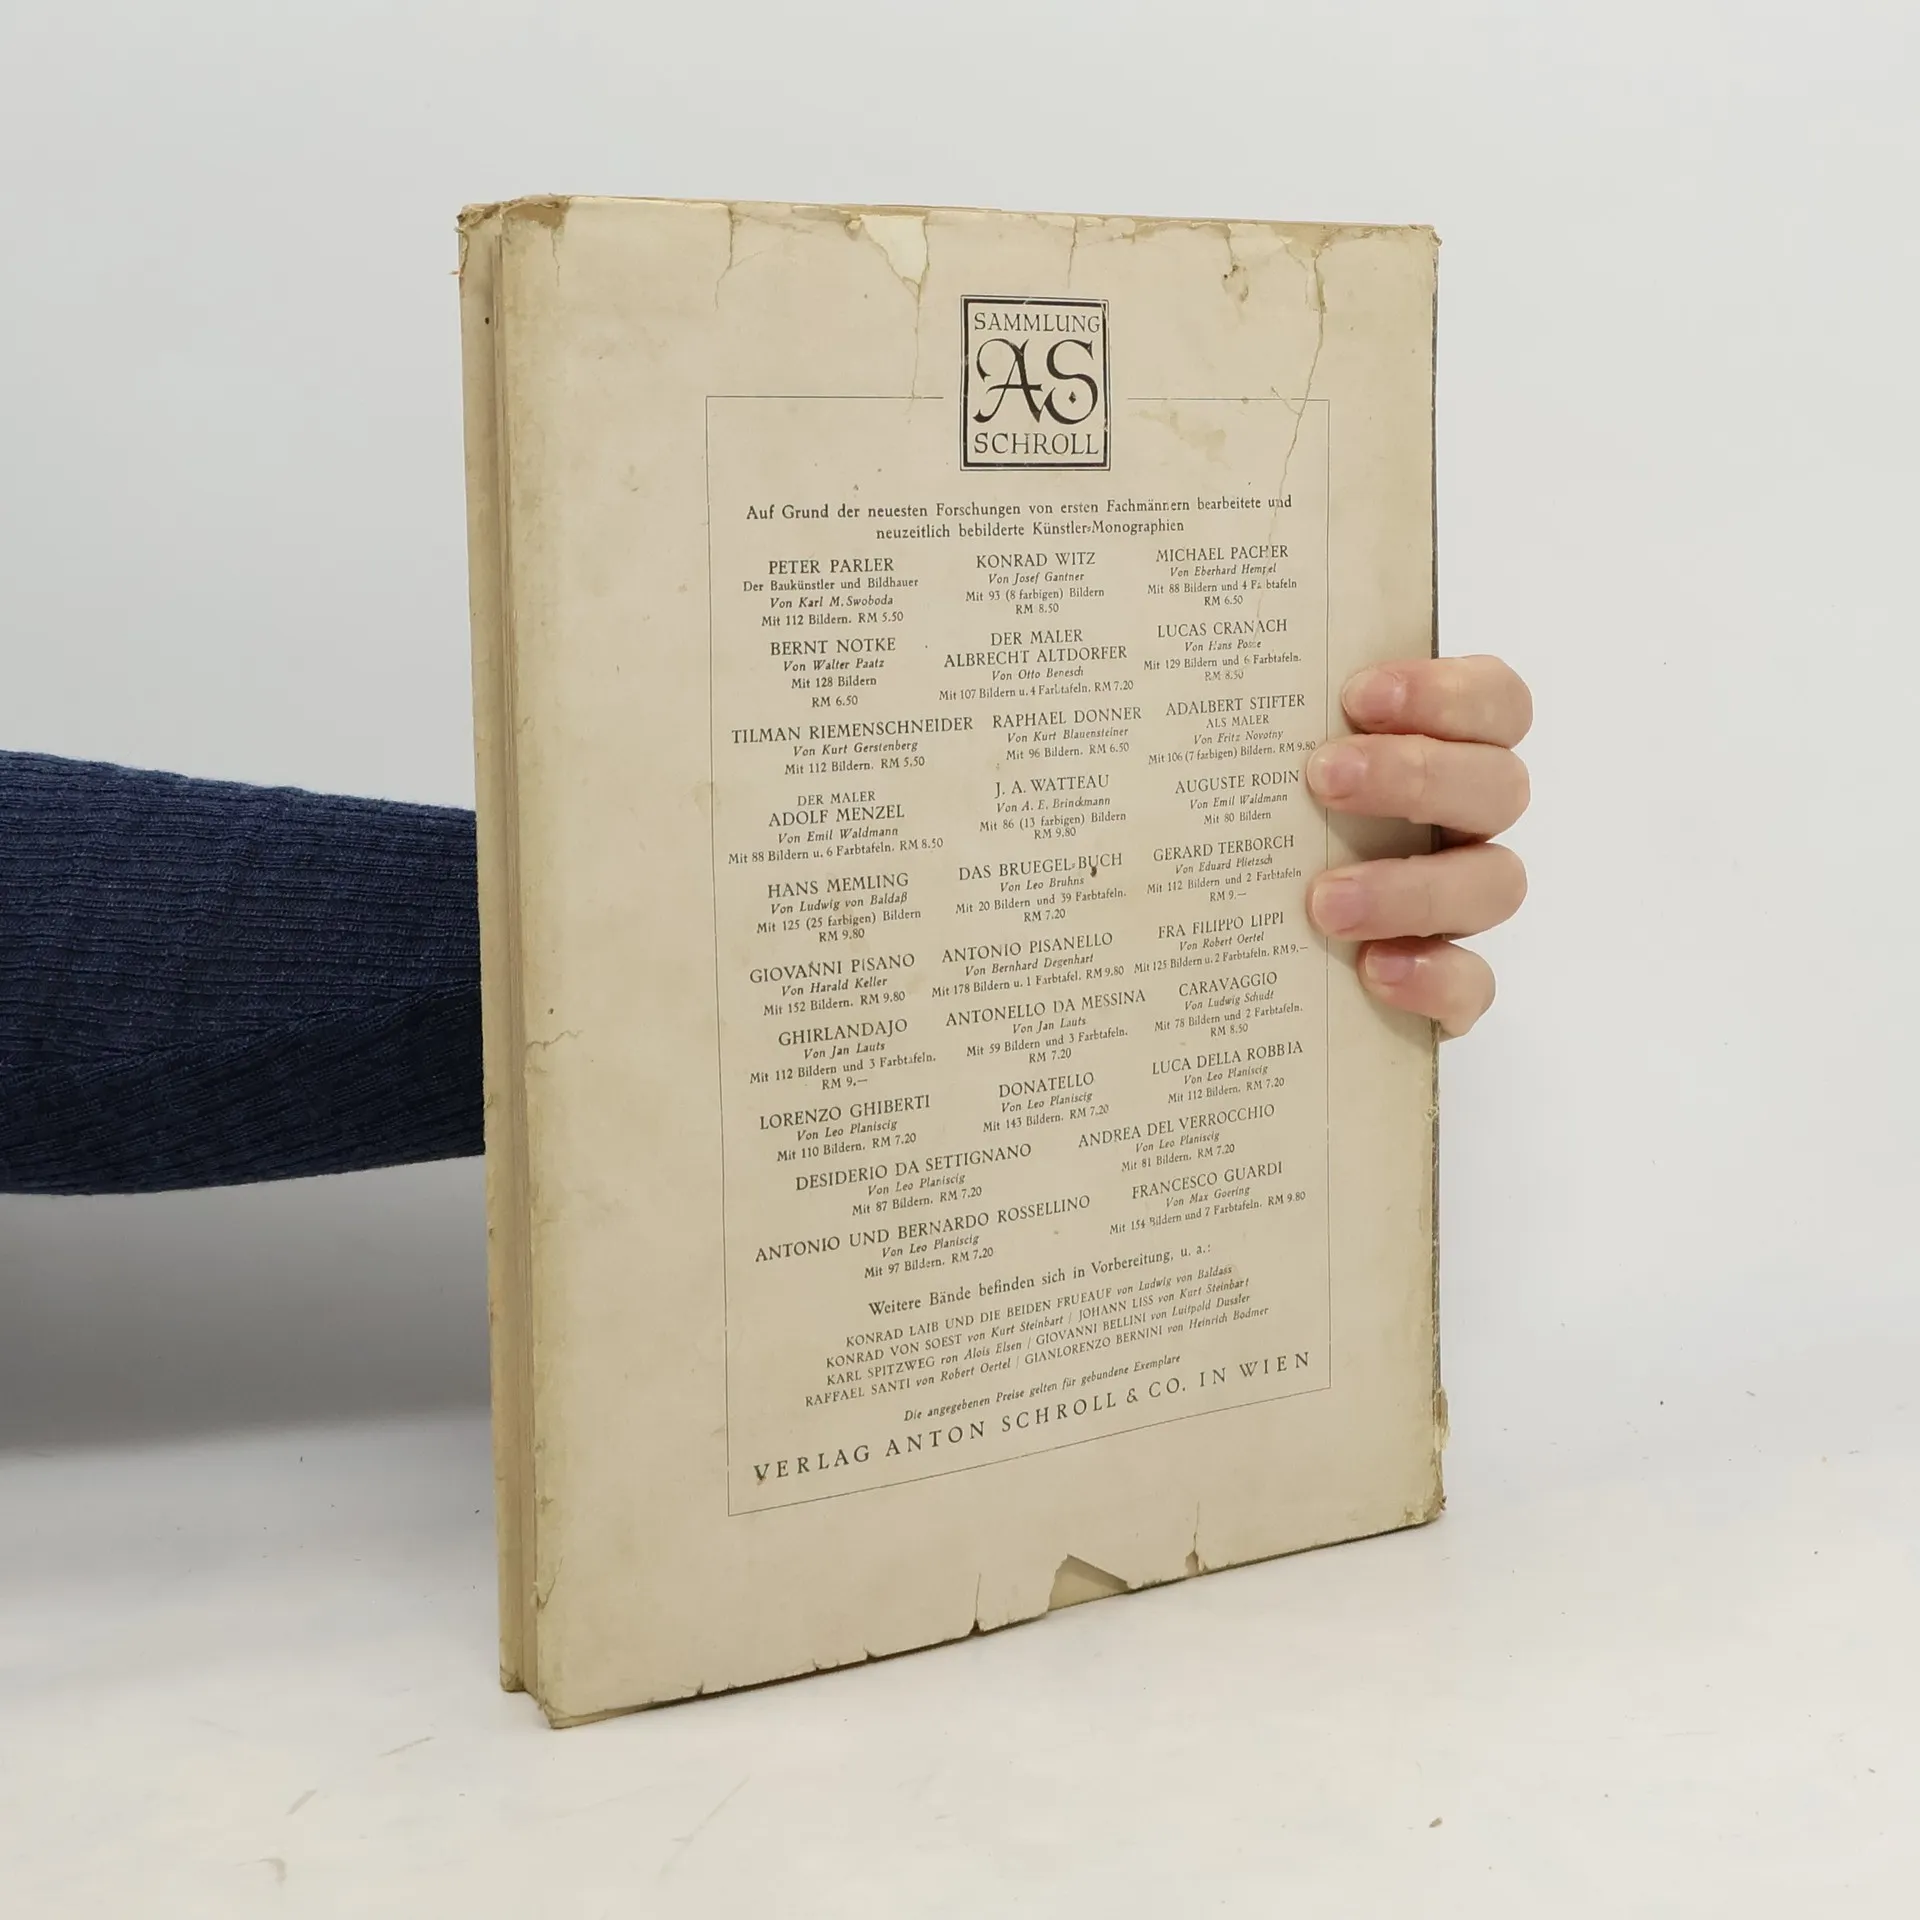 SAMMLUNG
AS
SCHROLL
Auf Grund der neuesten Forschungen von ersten Fachmännern bearbeitete und
neuzeitlich bebilderte Künstler-Monographien
PETER PARLER
Der Baukünstler und Bildhauer
Von Karl M. Swoboda
Mit 112 Bildern. RM 5.50
KONRAD WITZ
Von Josef Gantner
Mit 93 (8 farbigen) Bildern
RM 8.50
MICHAEL PACHER
Von Eberhard Hempel
Mit 88 Bildern und 4 Farbtafeln
RM 6.50
BERNT NOTKE
Von Walter Paatz
Mit 128 Bildern
RM 6.50
DER MALER
ALBRECHT ALTDORFER
Von Otto Benesch
Mit 107 Bildern u. 4 Farbtafeln. RM 7.20
LUCAS CRANACH
Von Hans Posse
Mit 129 Bildern und 6 Farbtafeln.
RM 8.50
TILMAN RIEMENSCHNEIDER
Von Kurt Gerstenberg
Mit 112 Bildern. RM 5.50
RAPHAEL DONNER
Von Kurt Blauensteiner
Mit 96 Bildern. RM 6.50
ADALBERT STIFTER
ALS MALER
Von Fritz Novotny
Mit 106 (7 farbigen) Bildern. RM 9.80
DER MALER
ADOLF MENZEL
Von Emil Waldmann
Mit 88 Bildern u. 6 Farbtafeln. RM 8.50
J. A. WATTEAU
Von A. E. Brinckmann
Mit 86 (13 farbigen) Bildern
RM 9.80
AUGUSTE RODIN
Von Emil Waldmann
Mit 80 Bildern
HANS MEMLING
Von Ludwig von Baldaß
Mit 125 (25 farbigen) Bildern
RM 9.80
DAS BRUEGEL-BUCH
Von Leo Bruhns
Mit 20 Bildern und 39 Farbtafeln.
RM 7.20
GERARD TERBORCH
Von Eduard Plietzsch
Mit 112 Bildern und 2 Farbtafeln
RM 9.—
GIOVANNI PISANO
Von Harald Keller
Mit 152 Bildern. RM 9.80
ANTONIO PISANELLO
Von Bernhard Degenhart
Mit 178 Bildern u. 1 Farbtafel. RM 9.80
FRA FILIPPO LIPPI
Von Robert Oertel
Mit 125 Bildern u. 2 Farbtafeln. RM 9.—
GHIRLANDAJO
Von Jan Lauts
Mit 112 Bildern und 3 Farbtafeln.
RM 9.—
ANTONELLO DA MESSINA
Von Jan Lauts
Mit 59 Bildern und 3 Farbtafeln.
RM 7.20
CARAVAGGIO
Von Ludwig Schudt
Mit 78 Bildern und 2 Farbtafeln.
RM 8.50
LORENZO GHIBERTI
Von Leo Planiscig
Mit 110 Bildern. RM 7.20
DONATELLO
Von Leo Planiscig
Mit 143 Bildern. RM 7.20
LUCA DELLA ROBBIA
Von Leo Planiscig
Mit 112 Bildern. RM 7.20
DESIDERIO DA SETTIGNANO
Von Leo Planiscig
Mit 87 Bildern. RM 7.20
ANDREA DEL VERROCCHIO
Von Leo Planiscig
Mit 81 Bildern. RM 7.20
ANTONIO UND BERNARDO ROSSELLINO
Von Leo Planiscig
Mit 97 Bildern. RM 7.20
FRANCESCO GUARDI
Von Max Goering
Mit 154 Bildern und 7 Farbtafeln. RM 9.80
Weitere Bände befinden sich in Vorbereitung, u. a.:
KONRAD LAIB UND DIE BEIDEN FRUEAUF von Ludwig von Baldass
KONRAD VON SOEST von Kurt Steinbart / JOHANN LISS von Kurt Steinbart
KARL SPITZWEG von Alois Elsen / GIOVANNI BELLINI von Luitpold Dussler
RAFFAEL SANTI von Robert Oertel / GIANLORENZO BERNINI von Heinrich Bodmer
Die angegebenen Preise gelten für gebundene Exemplare
VERLAG ANTON SCHROLL & CO. IN WIEN